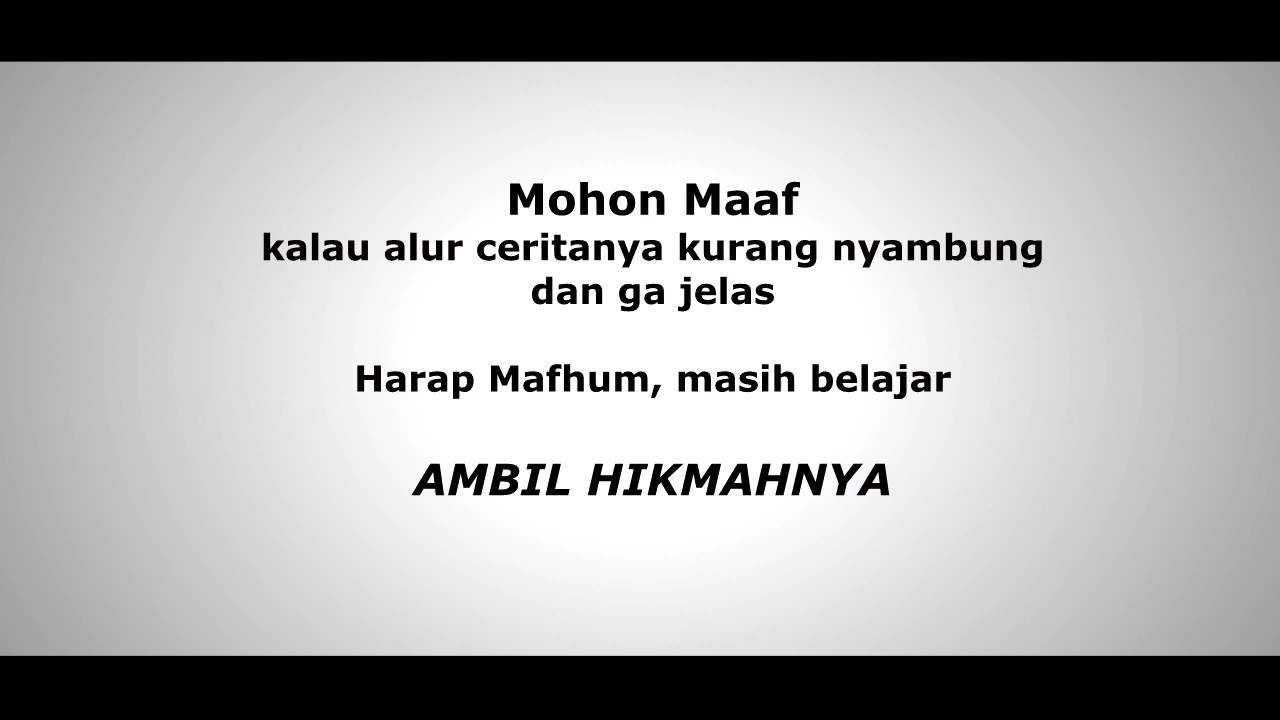 Mohon Maaf
kalau alur ceritanya kurang nyambung
dan ga jelas
Harap Mafhum, masih belajar
AMBIL HIKMAHNYA